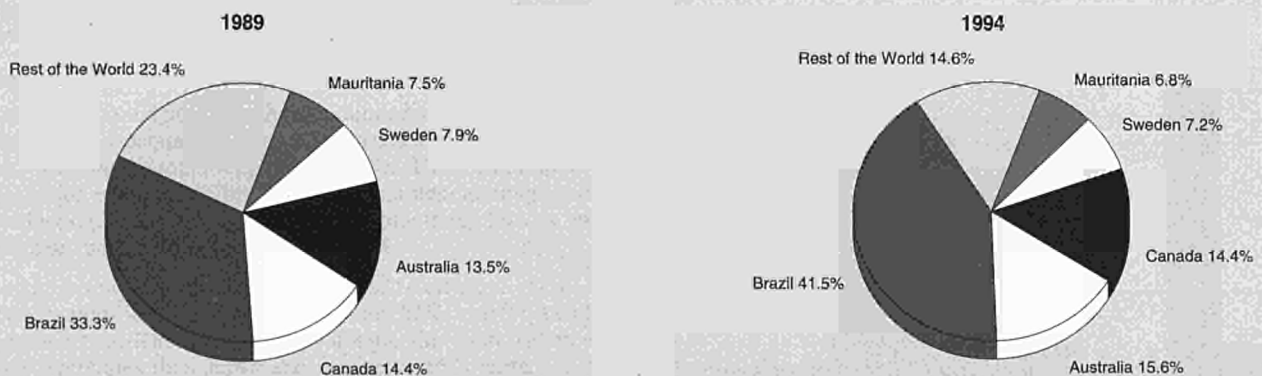 1989
Rest of the World 23.4%
Mauritania 7.5%
Sweden 7.9%
Australia 13.5%
Canada 14.4%
Brazil 33.3%
1994
Rest of the World 14.6%
Mauritania 6.8%
Sweden 7.2%
Canada 14.4%
Australia 15.6%
Brazil 41.5%